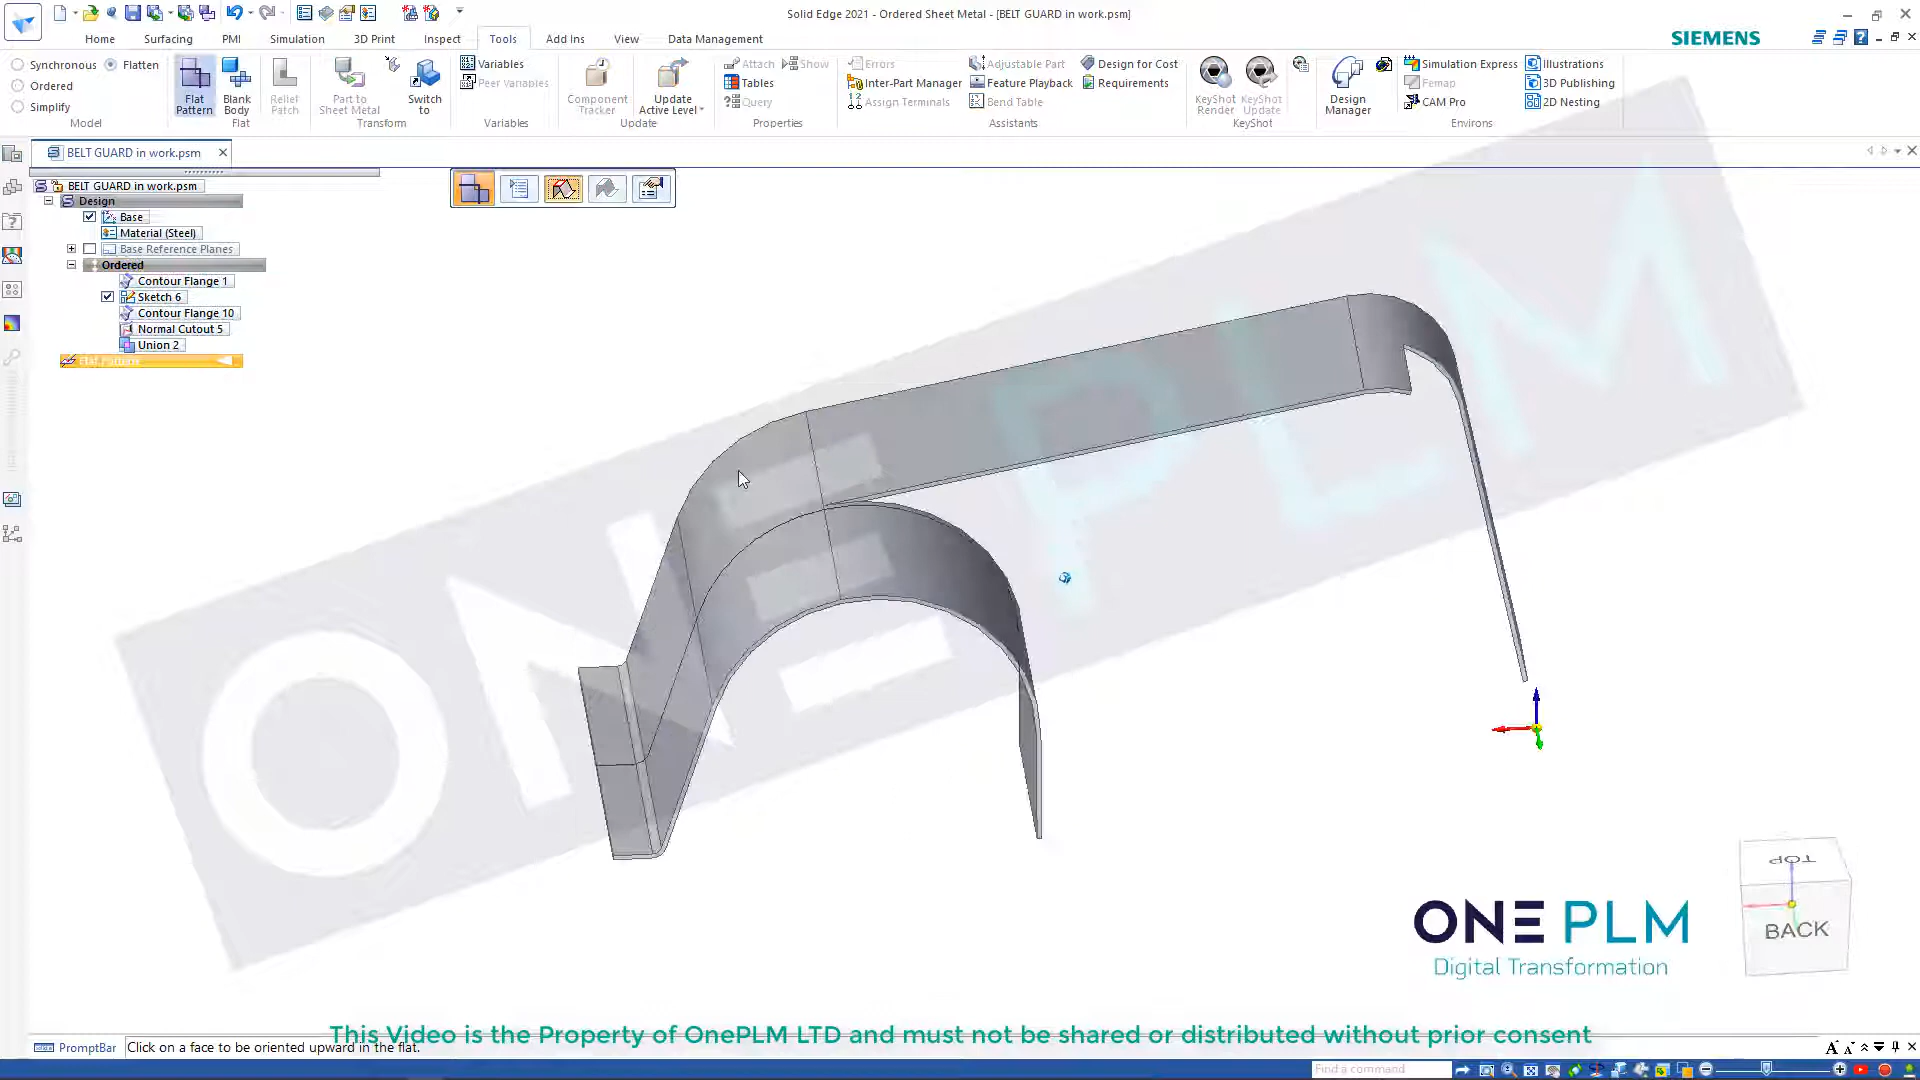 Solid Edge 2021 - Ordered Sheet Metal - [BELT GUARD in work.psm]
Home Surfacing PMI Simulation 3D Print Inspect Tools Add Ins View Data Management
SIEMENS
Synchronous Flatten
Ordered
Simplify
Model
Flat Pattern
Blank Body
Relief Patch
Flat
Part to Sheet Metal
Switch to
Transform
Variables
Peer Variables
Variables
Component Tracker
Update Active Level
Update
Attach Show
Tables
Query
Properties
Errors
Inter-Part Manager
Assign Terminals
Adjustable Part
Feature Playback
Bend Table
Design for Cost
Requirements
Assistants
KeyShot Render
KeyShot Update
KeyShot
Design Manager
Simulation Express
Femap
CAM Pro
Illustrations
3D Publishing
2D Nesting
Environs
BELT GUARD in work.psm
BELT GUARD in work.psm
Design
Base
Material (Steel)
Base Reference Planes
Ordered
Contour Flange 1
Sketch 6
Contour Flange 10
Normal Cutout 5
Union 2
Flat Pattern
ONE PLM
TOP
BACK
ONE PLM
Digital Transformation
This Video is the Property of OnePLM LTD and must not be shared or distributed without prior consent
PromptBar Click on a face to be oriented upward in the flat.
Find a command